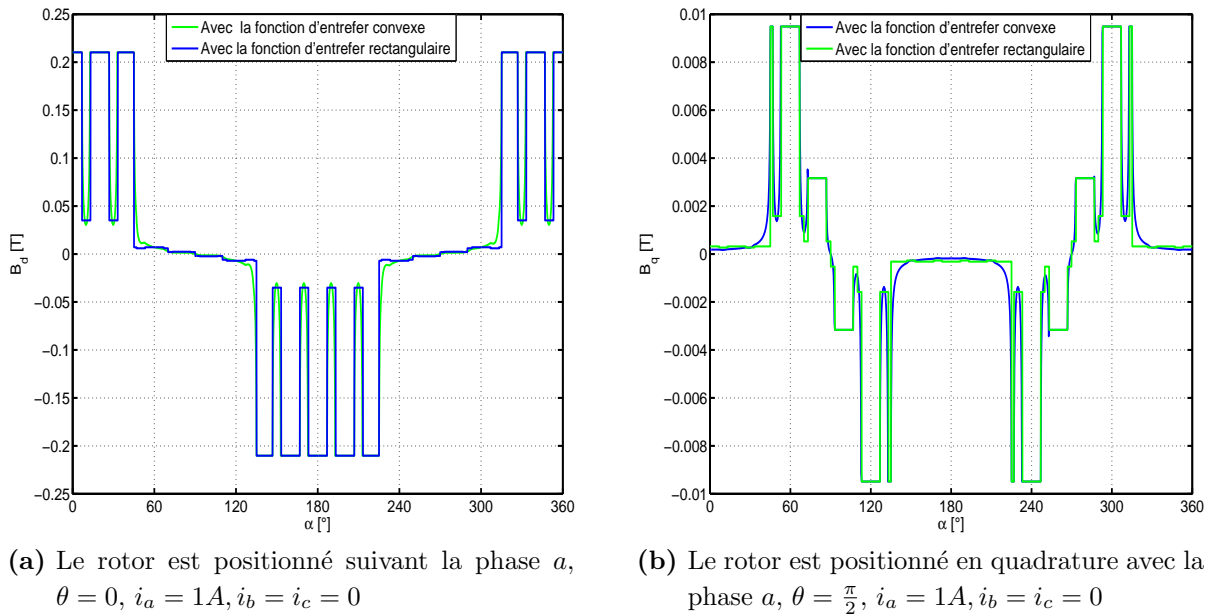 Avec la fonction d'entrefer convexe
Avec la fonction d'entrefer rectangulaire
0.25
0.2
0.15
0.1
0.05
0
−0.05
−0.1
−0.15
−0.2
−0.25
B_d [T]
0 60 120 180 240 300 360
α [°]
Avec la fonction d'entrefer convexe
Avec la fonction d'entrefer rectangulaire
0.01
0.008
0.006
0.004
0.002
0
−0.002
−0.004
−0.006
−0.008
−0.01
B_q [T]
0 60 120 180 240 300 360
α [°]
(a) Le rotor est positionné suivant la phase a,
θ = 0, i_a = 1A, i_b = i_c = 0
(b) Le rotor est positionné en quadrature avec la
phase a, θ = π/2, i_a = 1A, i_b = i_c = 0